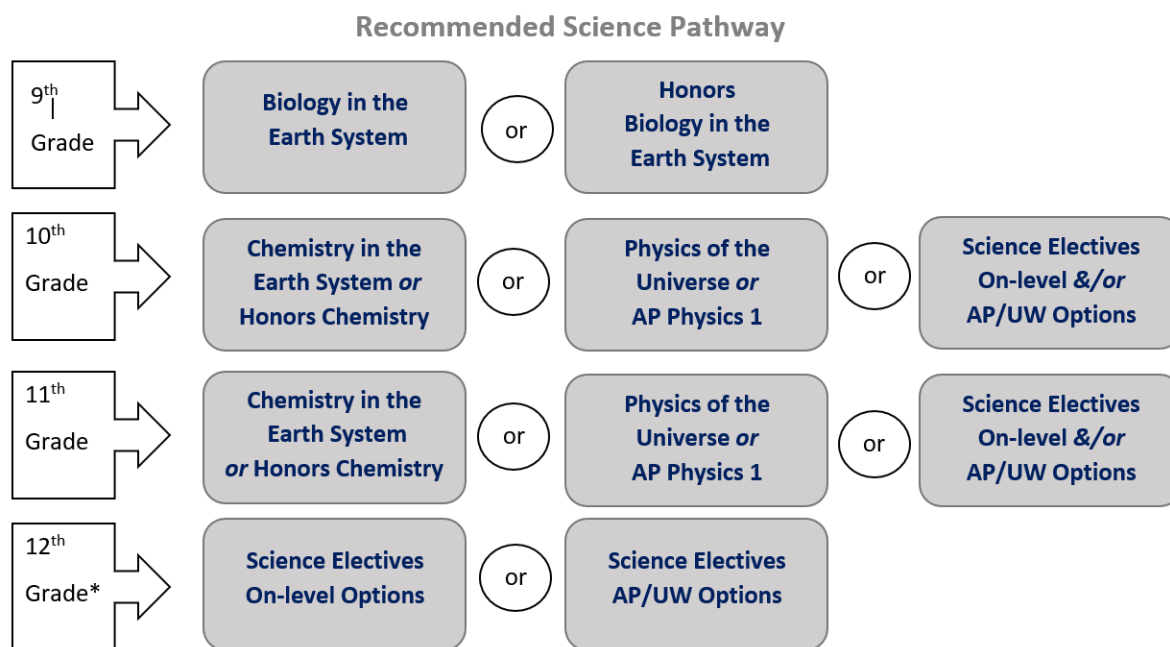 Recommended Science Pathway
9th
Grade
Biology in the
Earth System
or
Honors
Biology in the
Earth System
10th
Grade
Chemistry in the
Earth System or
Honors Chemistry
or
Physics of the
Universe or
AP Physics 1
or
Science Electives
On-level &/or
AP/UW Options
11th
Grade
Chemistry in the
Earth System
or Honors Chemistry
or
Physics of the
Universe or
AP Physics 1
or
Science Electives
On-level &/or
AP/UW Options
12th
Grade*
Science Electives
On-level Options
or
Science Electives
AP/UW Options